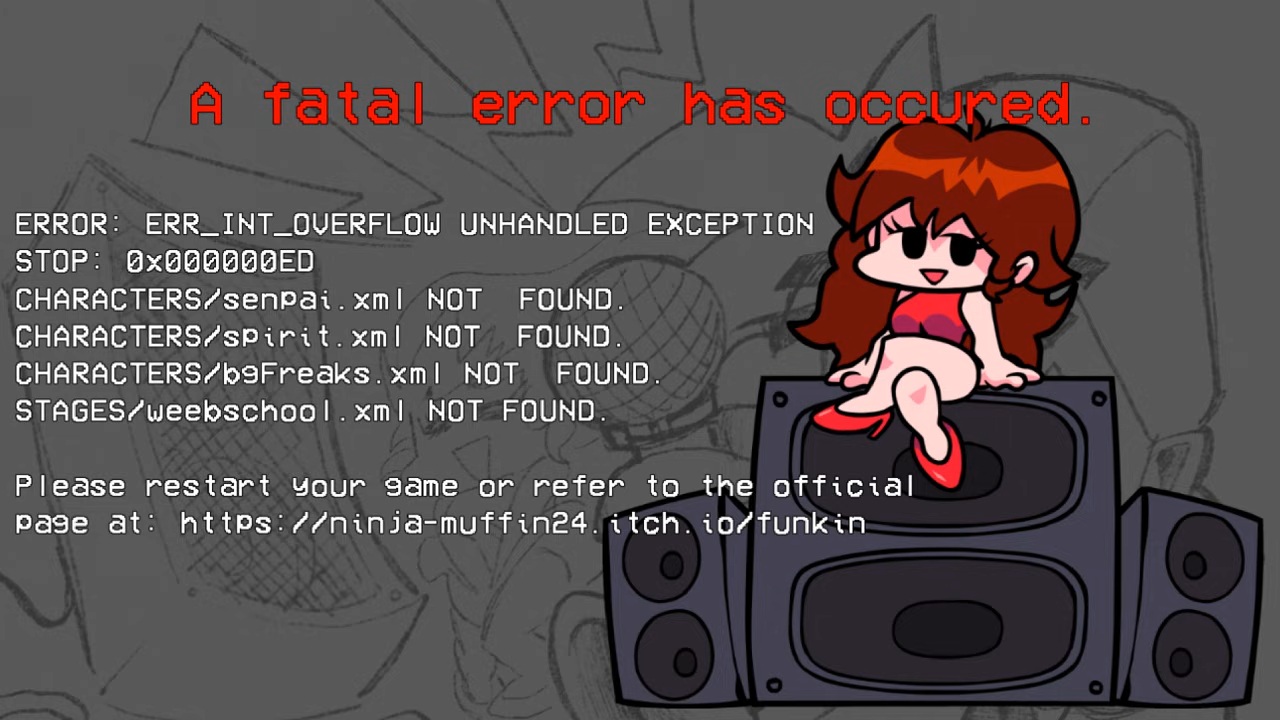 A fatal error has occured.
ERROR: ERR_INT_OVERFLOW UNHANDLED EXCEPTION
STOP: 0x000000ED
CHARACTERS/senpai.xml NOT  FOUND.
CHARACTERS/spirit.xml NOT  FOUND.
CHARACTERS/bgFreaks.xml NOT  FOUND.
STAGES/weebschool.xml NOT FOUND.
Please restart your game or refer to the official
page at: https://ninja-muffin24.itch.io/funkin